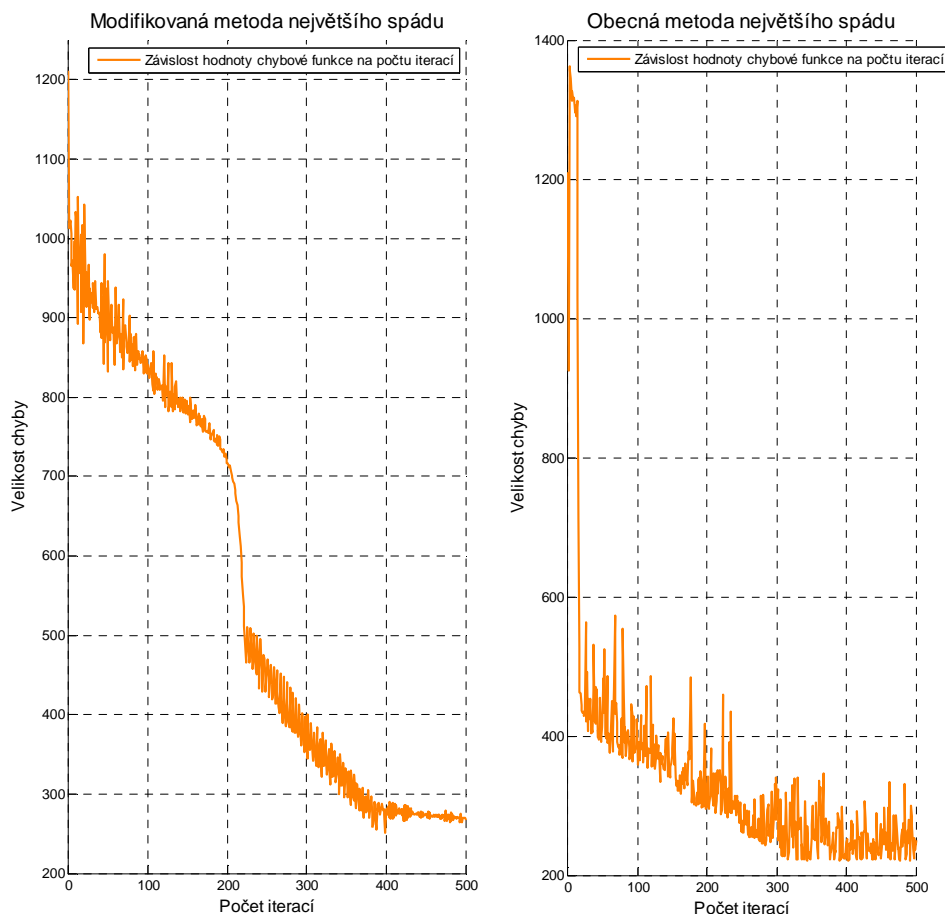 Modifikovaná metoda největšího spádu
Závislost hodnoty chybové funkce na počtu iterací
1200
1100
1000
900
800
700
600
500
400
300
200
Velikost chyby
0 100 200 300 400 500
Počet iterací
Obecná metoda největšího spádu
1400
Závislost hodnoty chybové funkce na počtu iterací
1200
1000
800
600
400
200
Velikost chyby
0 100 200 300 400 500
Počet iterací